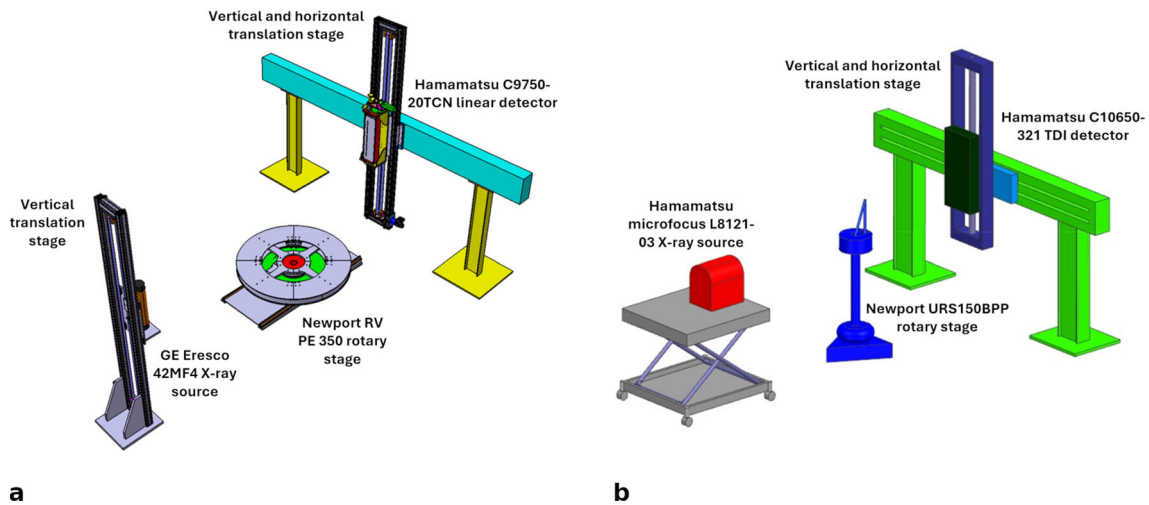 Vertical and horizontal
translation stage
Hamamatsu C9750-
20TCN linear detector
Vertical
translation
stage
Newport RV
PE 350 rotary
stage
GE Eresco
42MF4 X-ray
source
a
Vertical and horizontal
translation stage
Hamamatsu C10650-
321 TDI detector
Hamamatsu
microfocus L8121-
03 X-ray source
Newport URS150BPP
rotary stage
b